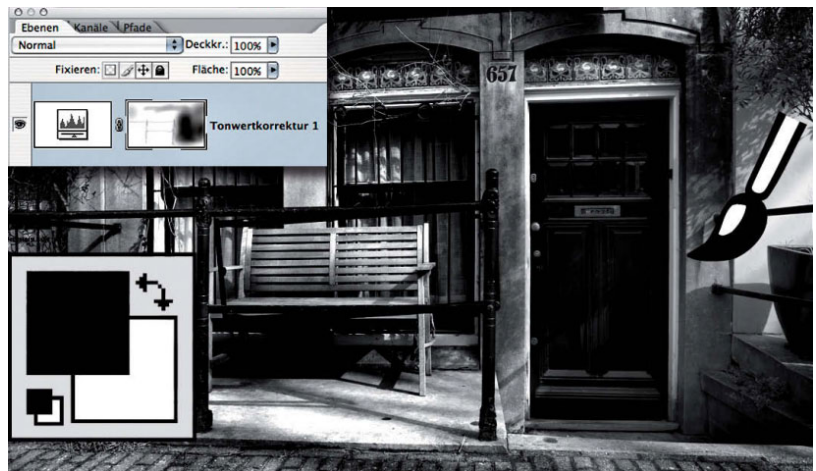 Ebenen Kanäle Pfade
Normal Deckkr.: 100%
Fixieren: Fläche: 100%
Tonwertkorrektur 1
657